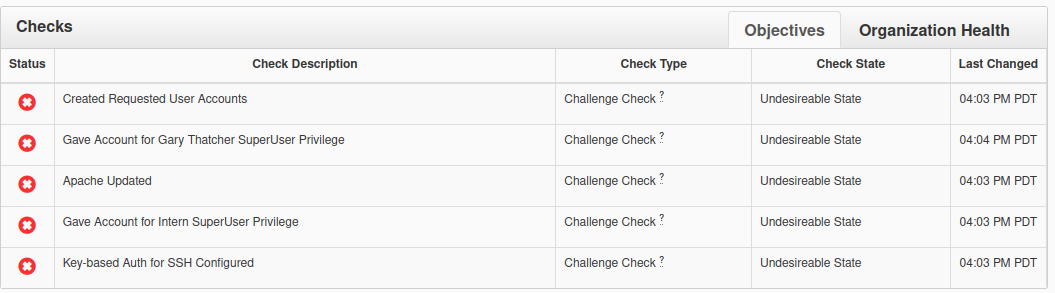 Checks
Objectives
Organization Health
Status Check Description Check Type Check State Last Changed
Created Requested User Accounts Challenge Check ? Undesireable State 04:03 PM PDT
Gave Account for Gary Thatcher SuperUser Privilege Challenge Check ? Undesireable State 04:04 PM PDT
Apache Updated Challenge Check ? Undesireable State 04:03 PM PDT
Gave Account for Intern SuperUser Privilege Challenge Check ? Undesireable State 04:03 PM PDT
Key-based Auth for SSH Configured Challenge Check ? Undesireable State 04:03 PM PDT